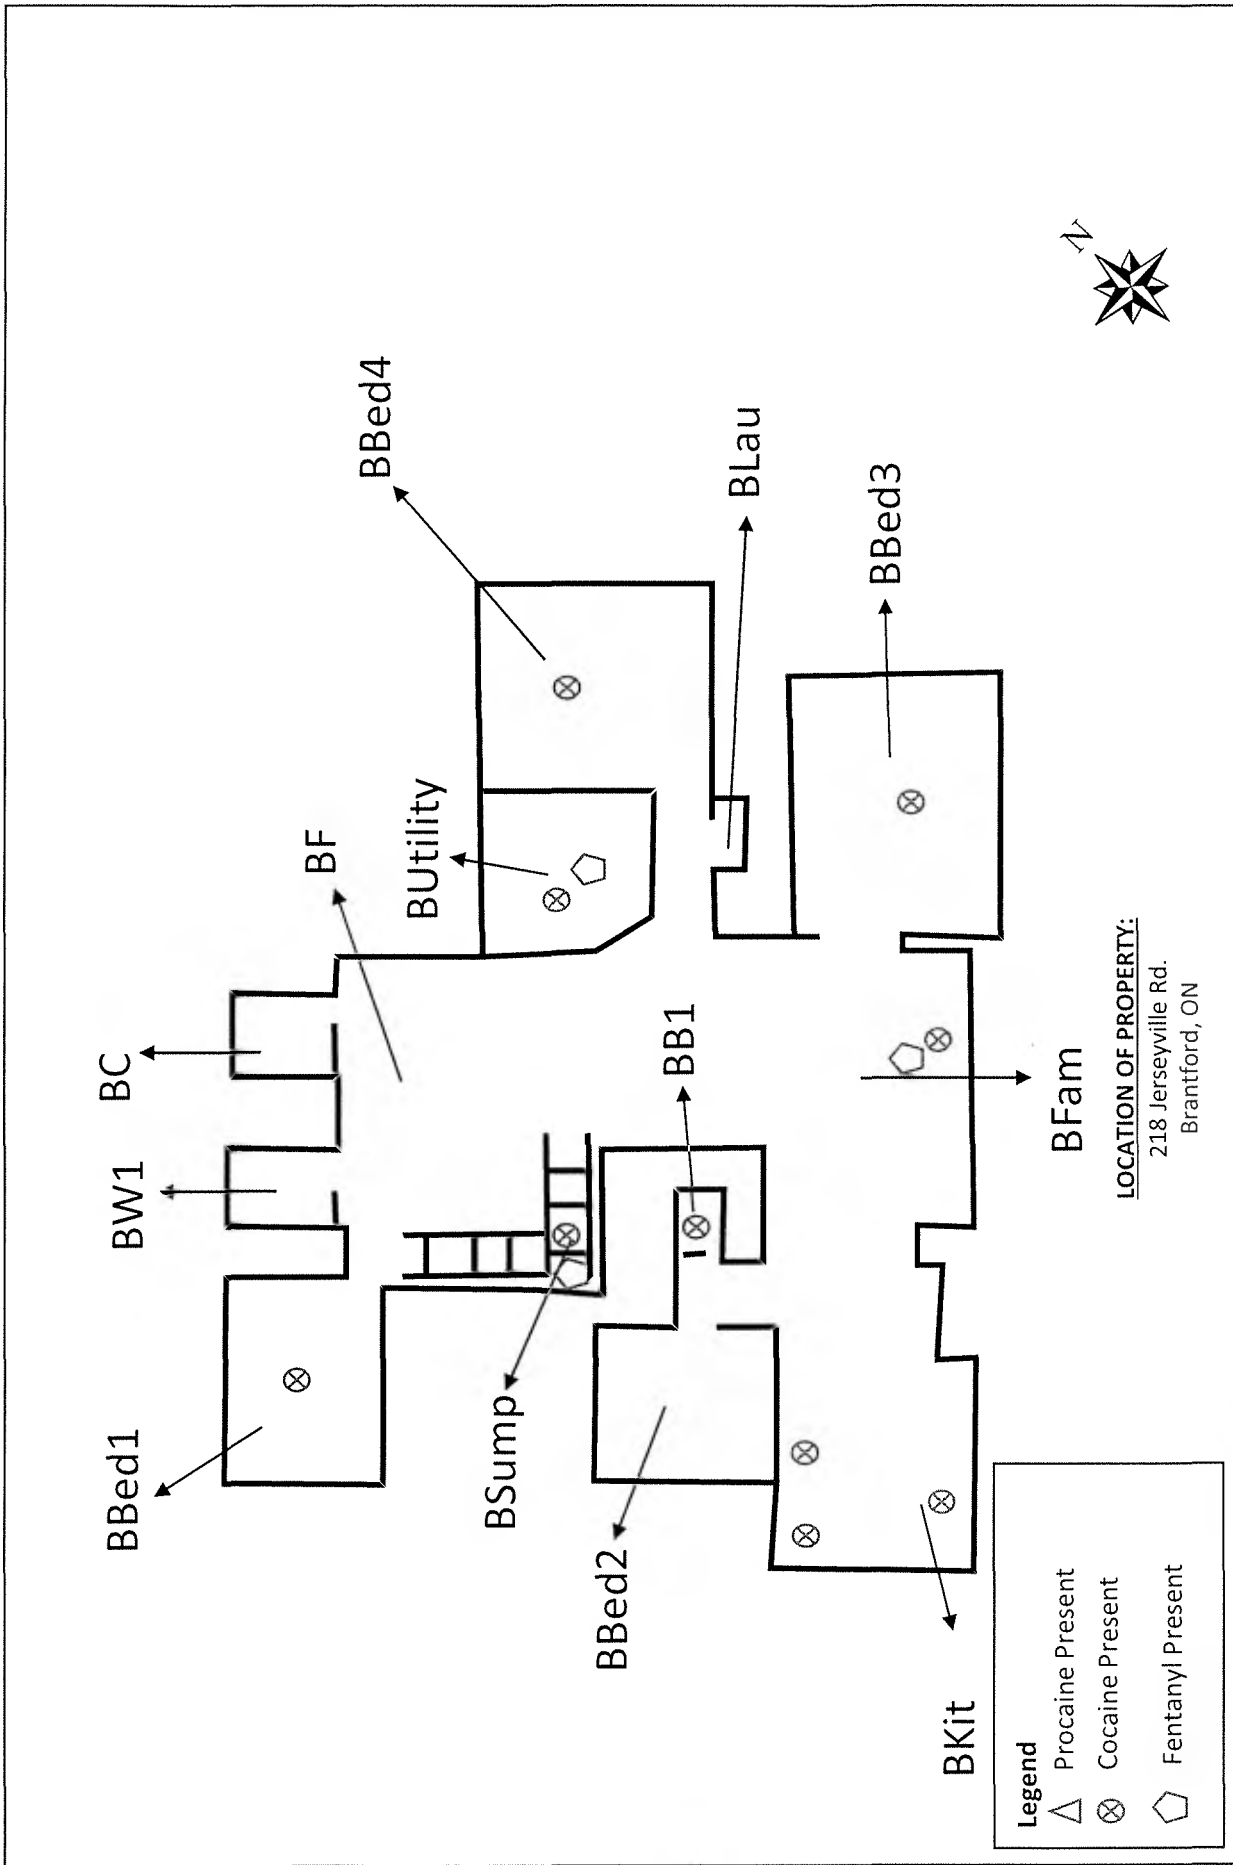 BBed1
BW1
BC
BF
BSump
BUtility
BBed4
BBed2
BB1
BLau
BKit
BFam
BBed3
N
Legend
Procaine Present
Cocaine Present
Fentanyl Present
LOCATION OF PROPERTY:
218 Jerseyville Rd.
Brantford, ON